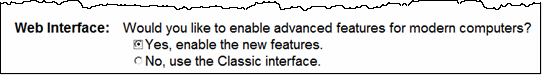 Web Interface: Would you like to enable advanced features for modern computers?
Yes, enable the new features.
No, use the Classic interface.